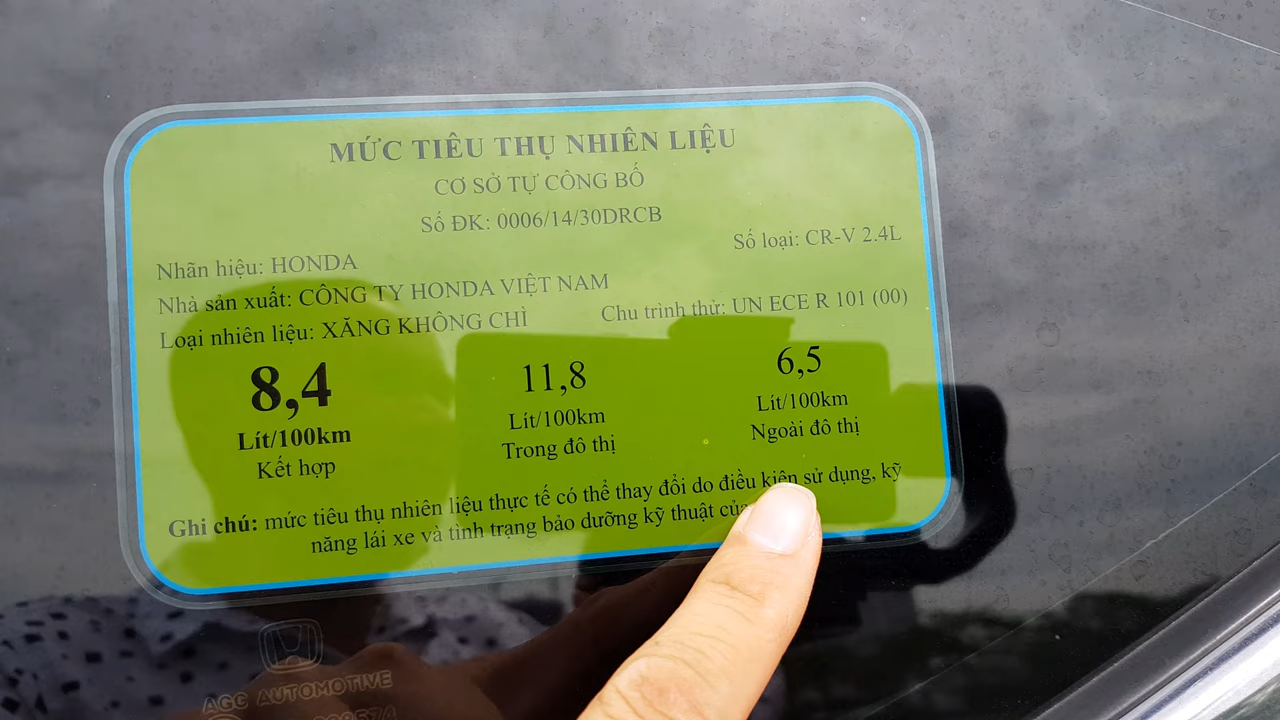 MỨC TIÊU THỤ NHIÊN LIỆU
CƠ SỞ TỰ CÔNG BỐ
Số ĐK: 0006/14/30DRCB
Nhãn hiệu: HONDA
Số loại: CR-V 2.4L
Nhà sản xuất: CÔNG TY HONDA VIỆT NAM
Loại nhiên liệu: XĂNG KHÔNG CHÌ
Chu trình thử: UN ECE R 101 (00)
8,4
Lít/100km
Kết hợp
11,8
Lít/100km
Trong đô thị
6,5
Lít/100km
Ngoài đô thị
Ghi chú: mức tiêu thụ nhiên liệu thực tế có thể thay đổi do điều kiện sử dụng, kỹ
năng lái xe và tình trạng bảo dưỡng kỹ thuật của
AGC AUTOMOTIVE